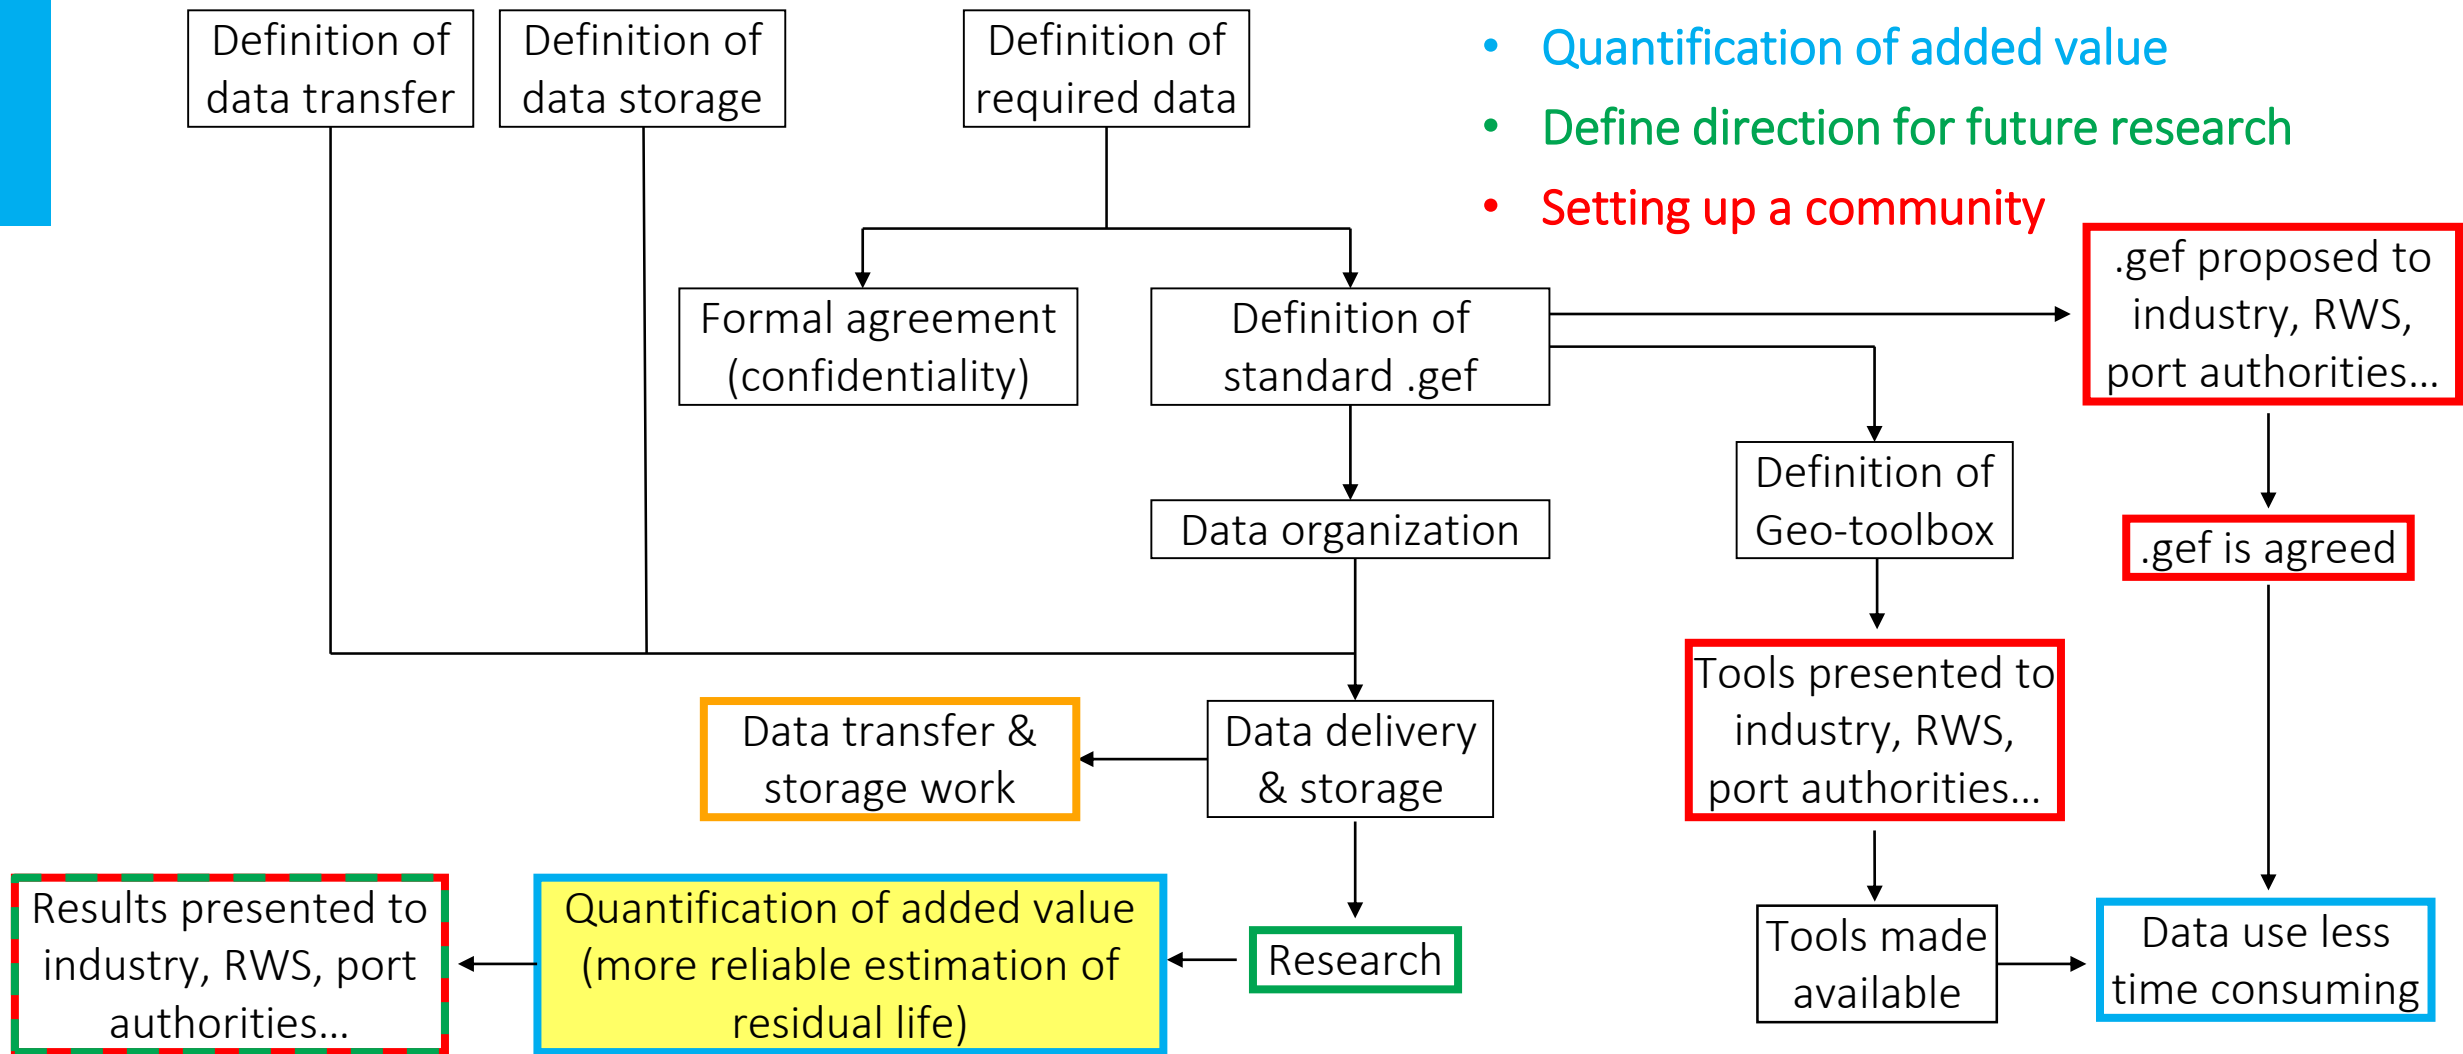 Definition of
data transfer
Definition of
data storage
Definition of
required data
• Quantification of added value
• Define direction for future research
• Setting up a community
.gef proposed to
industry, RWS,
port authorities...
Formal agreement
(confidentiality)
Definition of
standard .gef
Definition of
Geo-toolbox
Data organization
.gef is agreed
Tools presented to
industry, RWS,
port authorities...
Data transfer &
storage work
Data delivery
& storage
Results presented to
industry, RWS, port
authorities...
Quantification of added value
(more reliable estimation of
residual life)
Research
Tools made
available
Data use less
time consuming